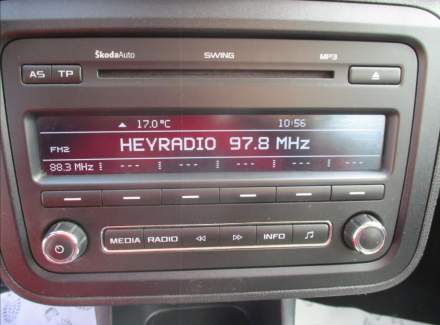 ŠkodaAuto SWING MP3
AS TP
17.0 °C 10:56
FM2 HEYRADIO 97.8 MHz
88.3 MHz --- --- --- --- ---
MEDIA RADIO INFO